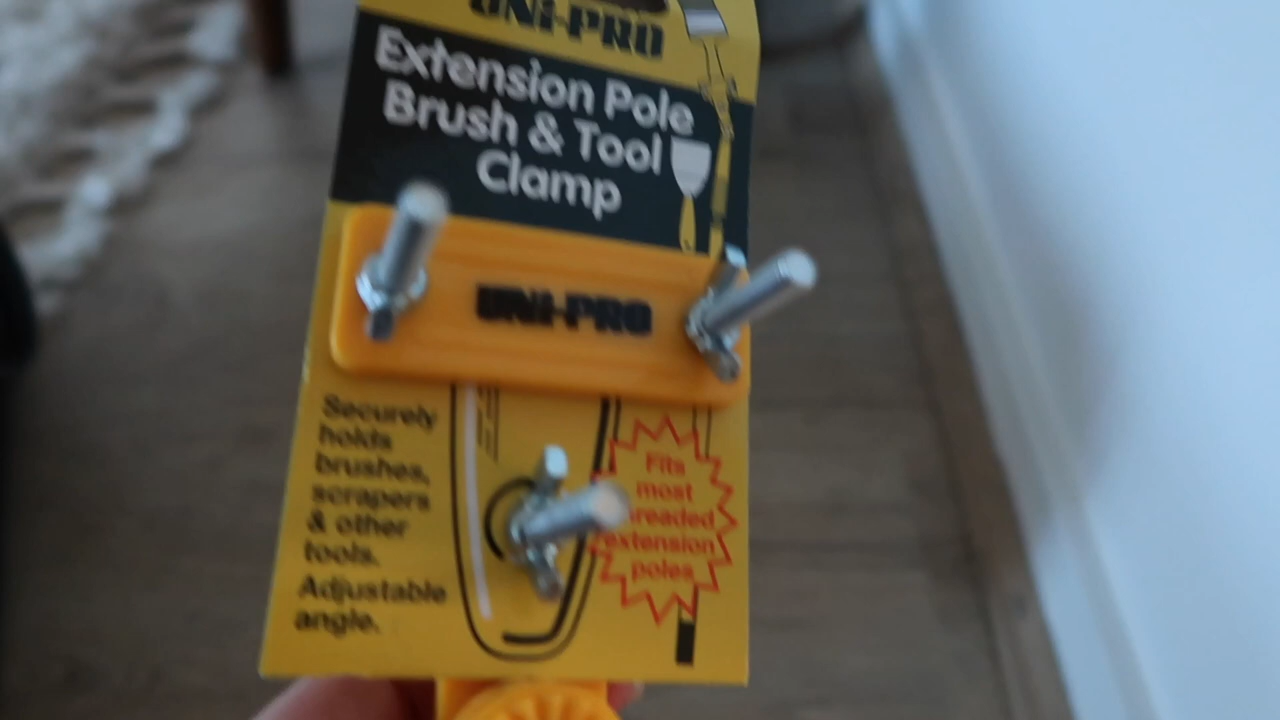 UNi-PRO
Extension Pole
Brush & Tool
Clamp
UNI-PRO
Securely
holds
brushes,
scrapers
& other
tools.
Adjustable
angle.
Fits
most
threaded
extension
poles